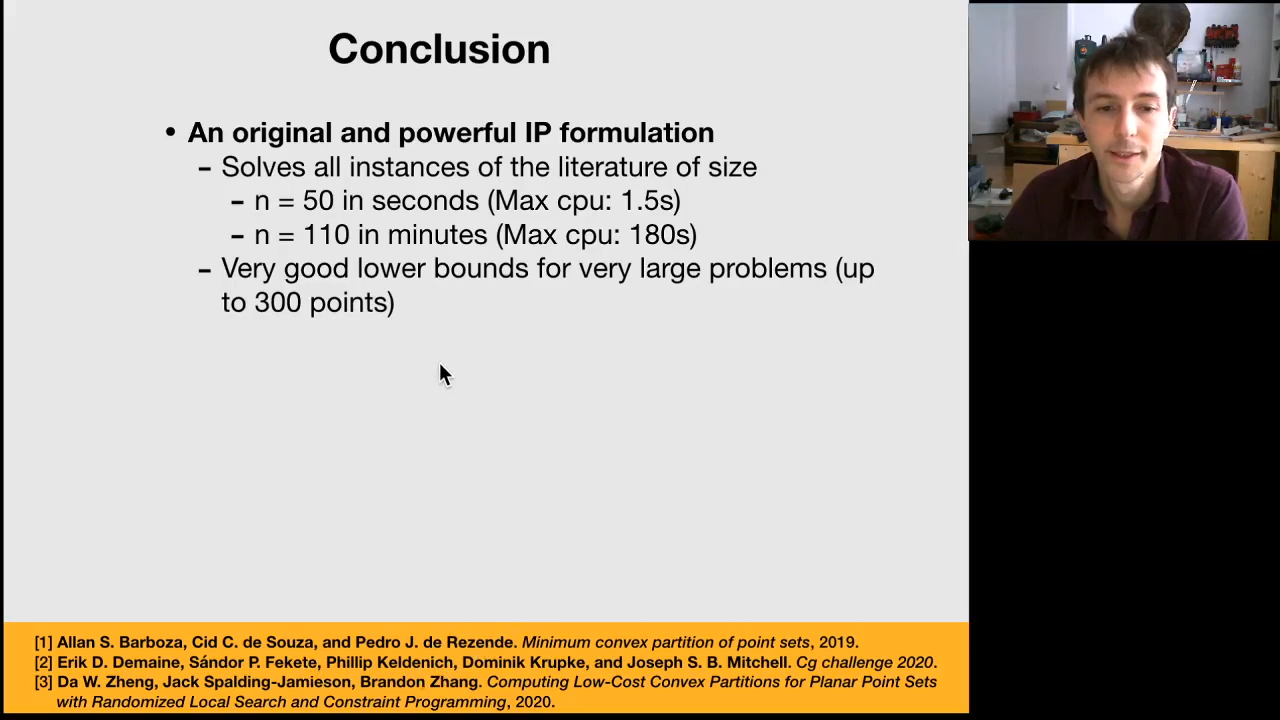 Conclusion
• An original and powerful IP formulation
– Solves all instances of the literature of size
– n = 50 in seconds (Max cpu: 1.5s)
– n = 110 in minutes (Max cpu: 180s)
– Very good lower bounds for very large problems (up
to 300 points)
[1] Allan S. Barboza, Cid C. de Souza, and Pedro J. de Rezende. Minimum convex partition of point sets, 2019.
[2] Erik D. Demaine, Sándor P. Fekete, Phillip Keldenich, Dominik Krupke, and Joseph S. B. Mitchell. Cg challenge 2020.
[3] Da W. Zheng, Jack Spalding-Jamieson, Brandon Zhang. Computing Low-Cost Convex Partitions for Planar Point Sets
with Randomized Local Search and Constraint Programming, 2020.